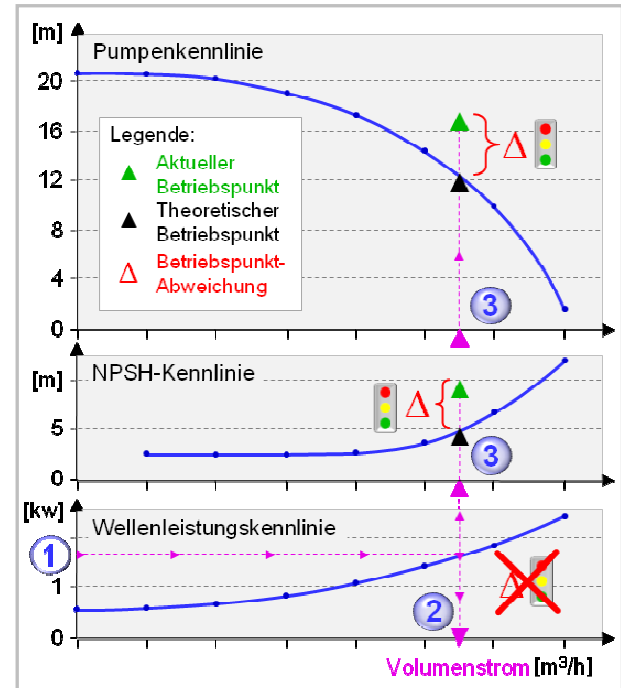 [m]
Pumpenkennlinie
20
16
12
8
4
0
Legende:
Aktueller
Betriebspunkt
Theoretischer
Betriebspunkt
Δ Betriebspunkt-
Abweichung
Δ
3
[m]
NPSH-Kennlinie
5
0
Δ
3
[kw]
Wellenleistungskennlinie
1
1
0
2
Δ
Volumenstrom [m³/h]